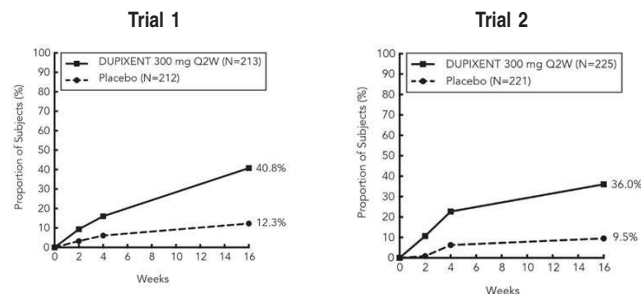 Trial 1
100
90
80
70
60
50
40
30
20
10
0
Proportion of Subjects (%)
DUPIXENT 300 mg Q2W (N=213)
Placebo (N=212)
40.8%
12.3%
0 2 4 6 8 10 12 14 16
Weeks
Trial 2
100
90
80
70
60
50
40
30
20
10
0
Proportion of Subjects (%)
DUPIXENT 300 mg Q2W (N=225)
Placebo (N=221)
36.0%
9.5%
0 2 4 6 8 10 12 14 16
Weeks